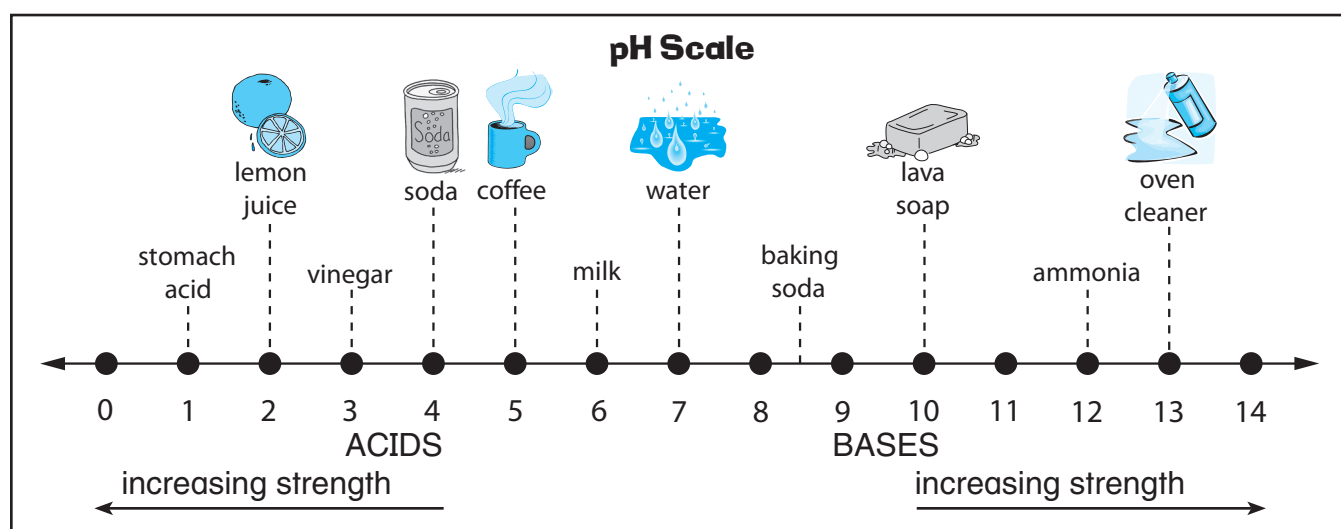 pH Scale
lemon
juice
Soda
soda
coffee
water
lava
soap
oven
cleaner
stomach
acid
vinegar
milk
baking
soda
ammonia
0 1 2 3 4 5 6 7 8 9 10 11 12 13 14
ACIDS BASES
increasing strength increasing strength